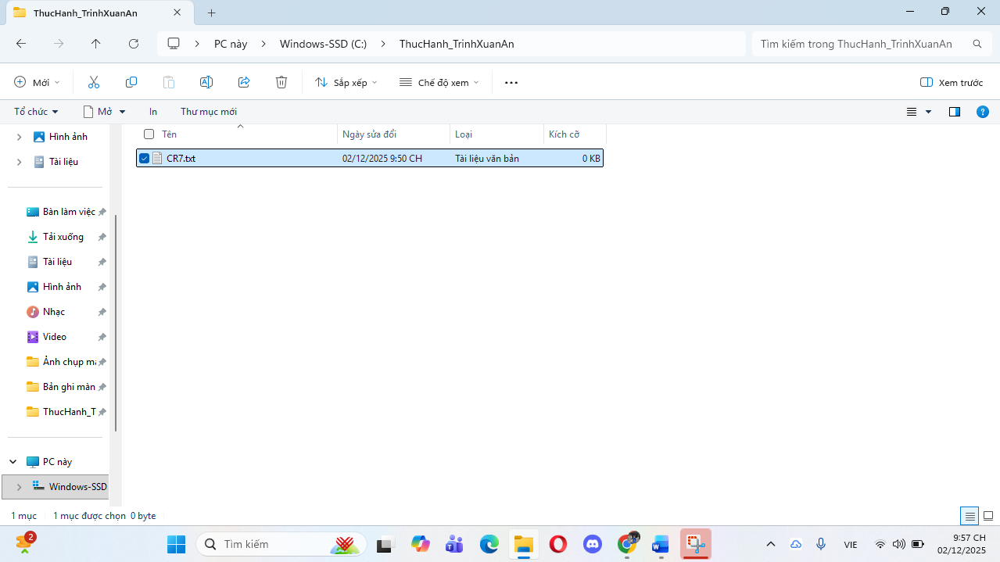 ThucHanh_TrinhXuanAn
PC này
Windows-SSD (C:)
ThucHanh_TrinhXuanAn
Tìm kiếm trong ThucHanh_TrinhXuanAn
Mới
Sắp xếp
Chế độ xem
Xem trước
Tổ chức
Mở
In
Thư mục mới
Hình ảnh
Tài liệu
Bàn làm việc
Tải xuống
Tài liệu
Hình ảnh
Nhạc
Video
Ảnh chụp mà
Bản ghi màn
ThucHanh_T
PC này
Windows-SSD
Tên
Ngày sửa đổi
Loại
Kích cỡ
CR7.txt
02/12/2025 9:50 CH
Tài liệu văn bản
0 KB
1 mục
1 mục được chọn 0 byte
2
Tìm kiếm
VIE
9:57 CH
02/12/2025